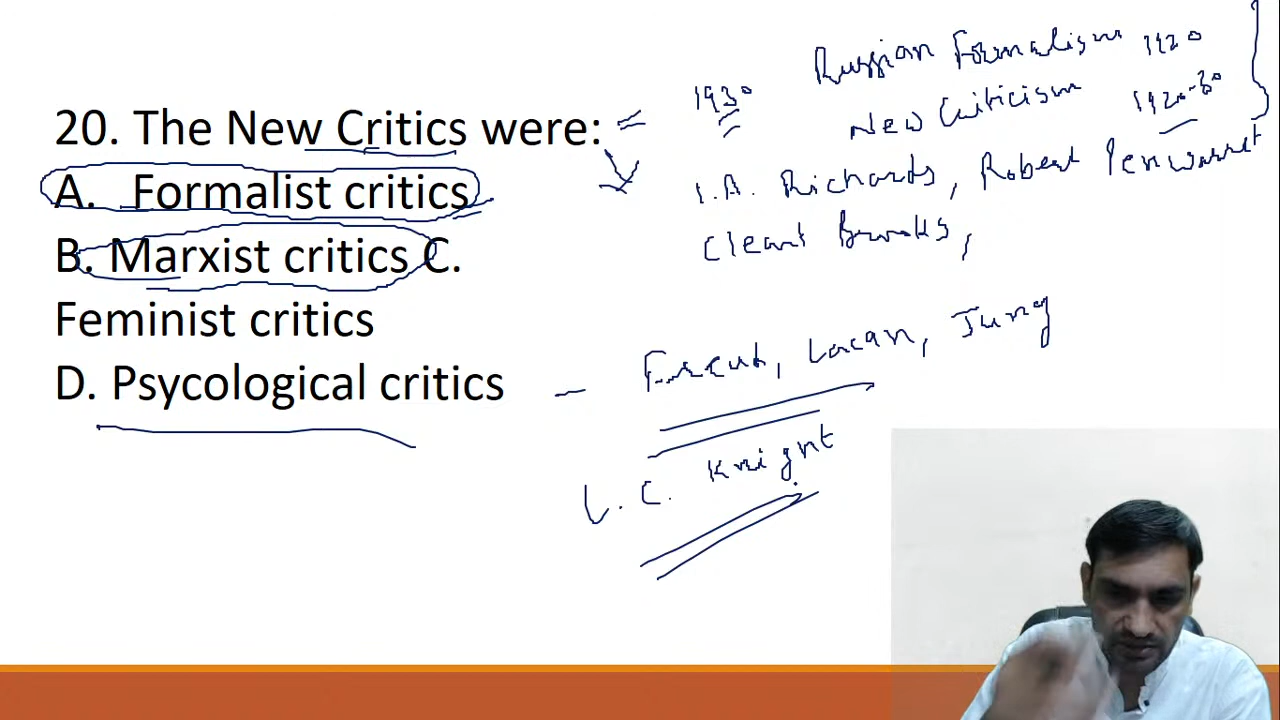 20. The New Critics were:
A. Formalist critics
B. Marxist critics C.
Feminist critics
D. Psycological critics
1930
Russian Formalism 1920
New Criticism 1920-30
I.A. Richards, Robert Penwarret
Cleant Brooks,
Freud, Lacan, Jung
L. C. Knight